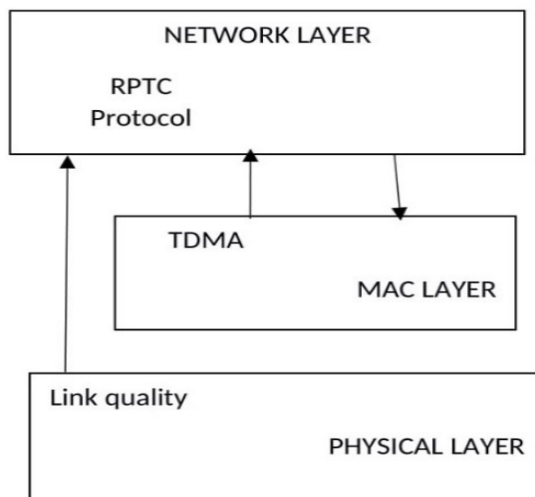 NETWORK LAYER
RPTC
Protocol
TDMA
MAC LAYER
Link quality
PHYSICAL LAYER